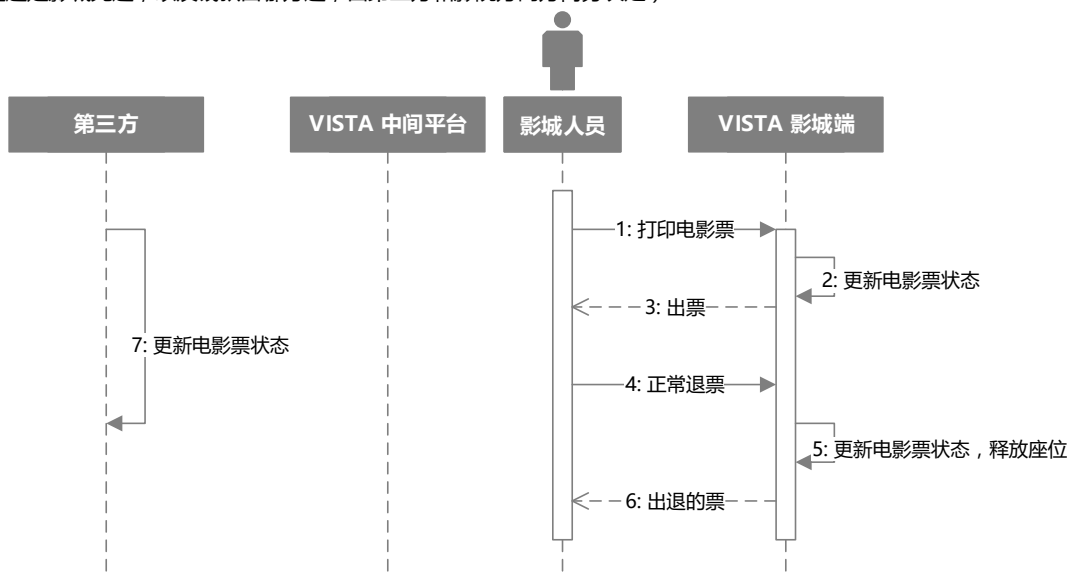 第三方
VISTA 中间平台
影城人员
VISTA 影城端
1: 打印电影票
2: 更新电影票状态
3: 出票
7: 更新电影票状态
4: 正常退票
5: 更新电影票状态，释放座位
6: 出退的票